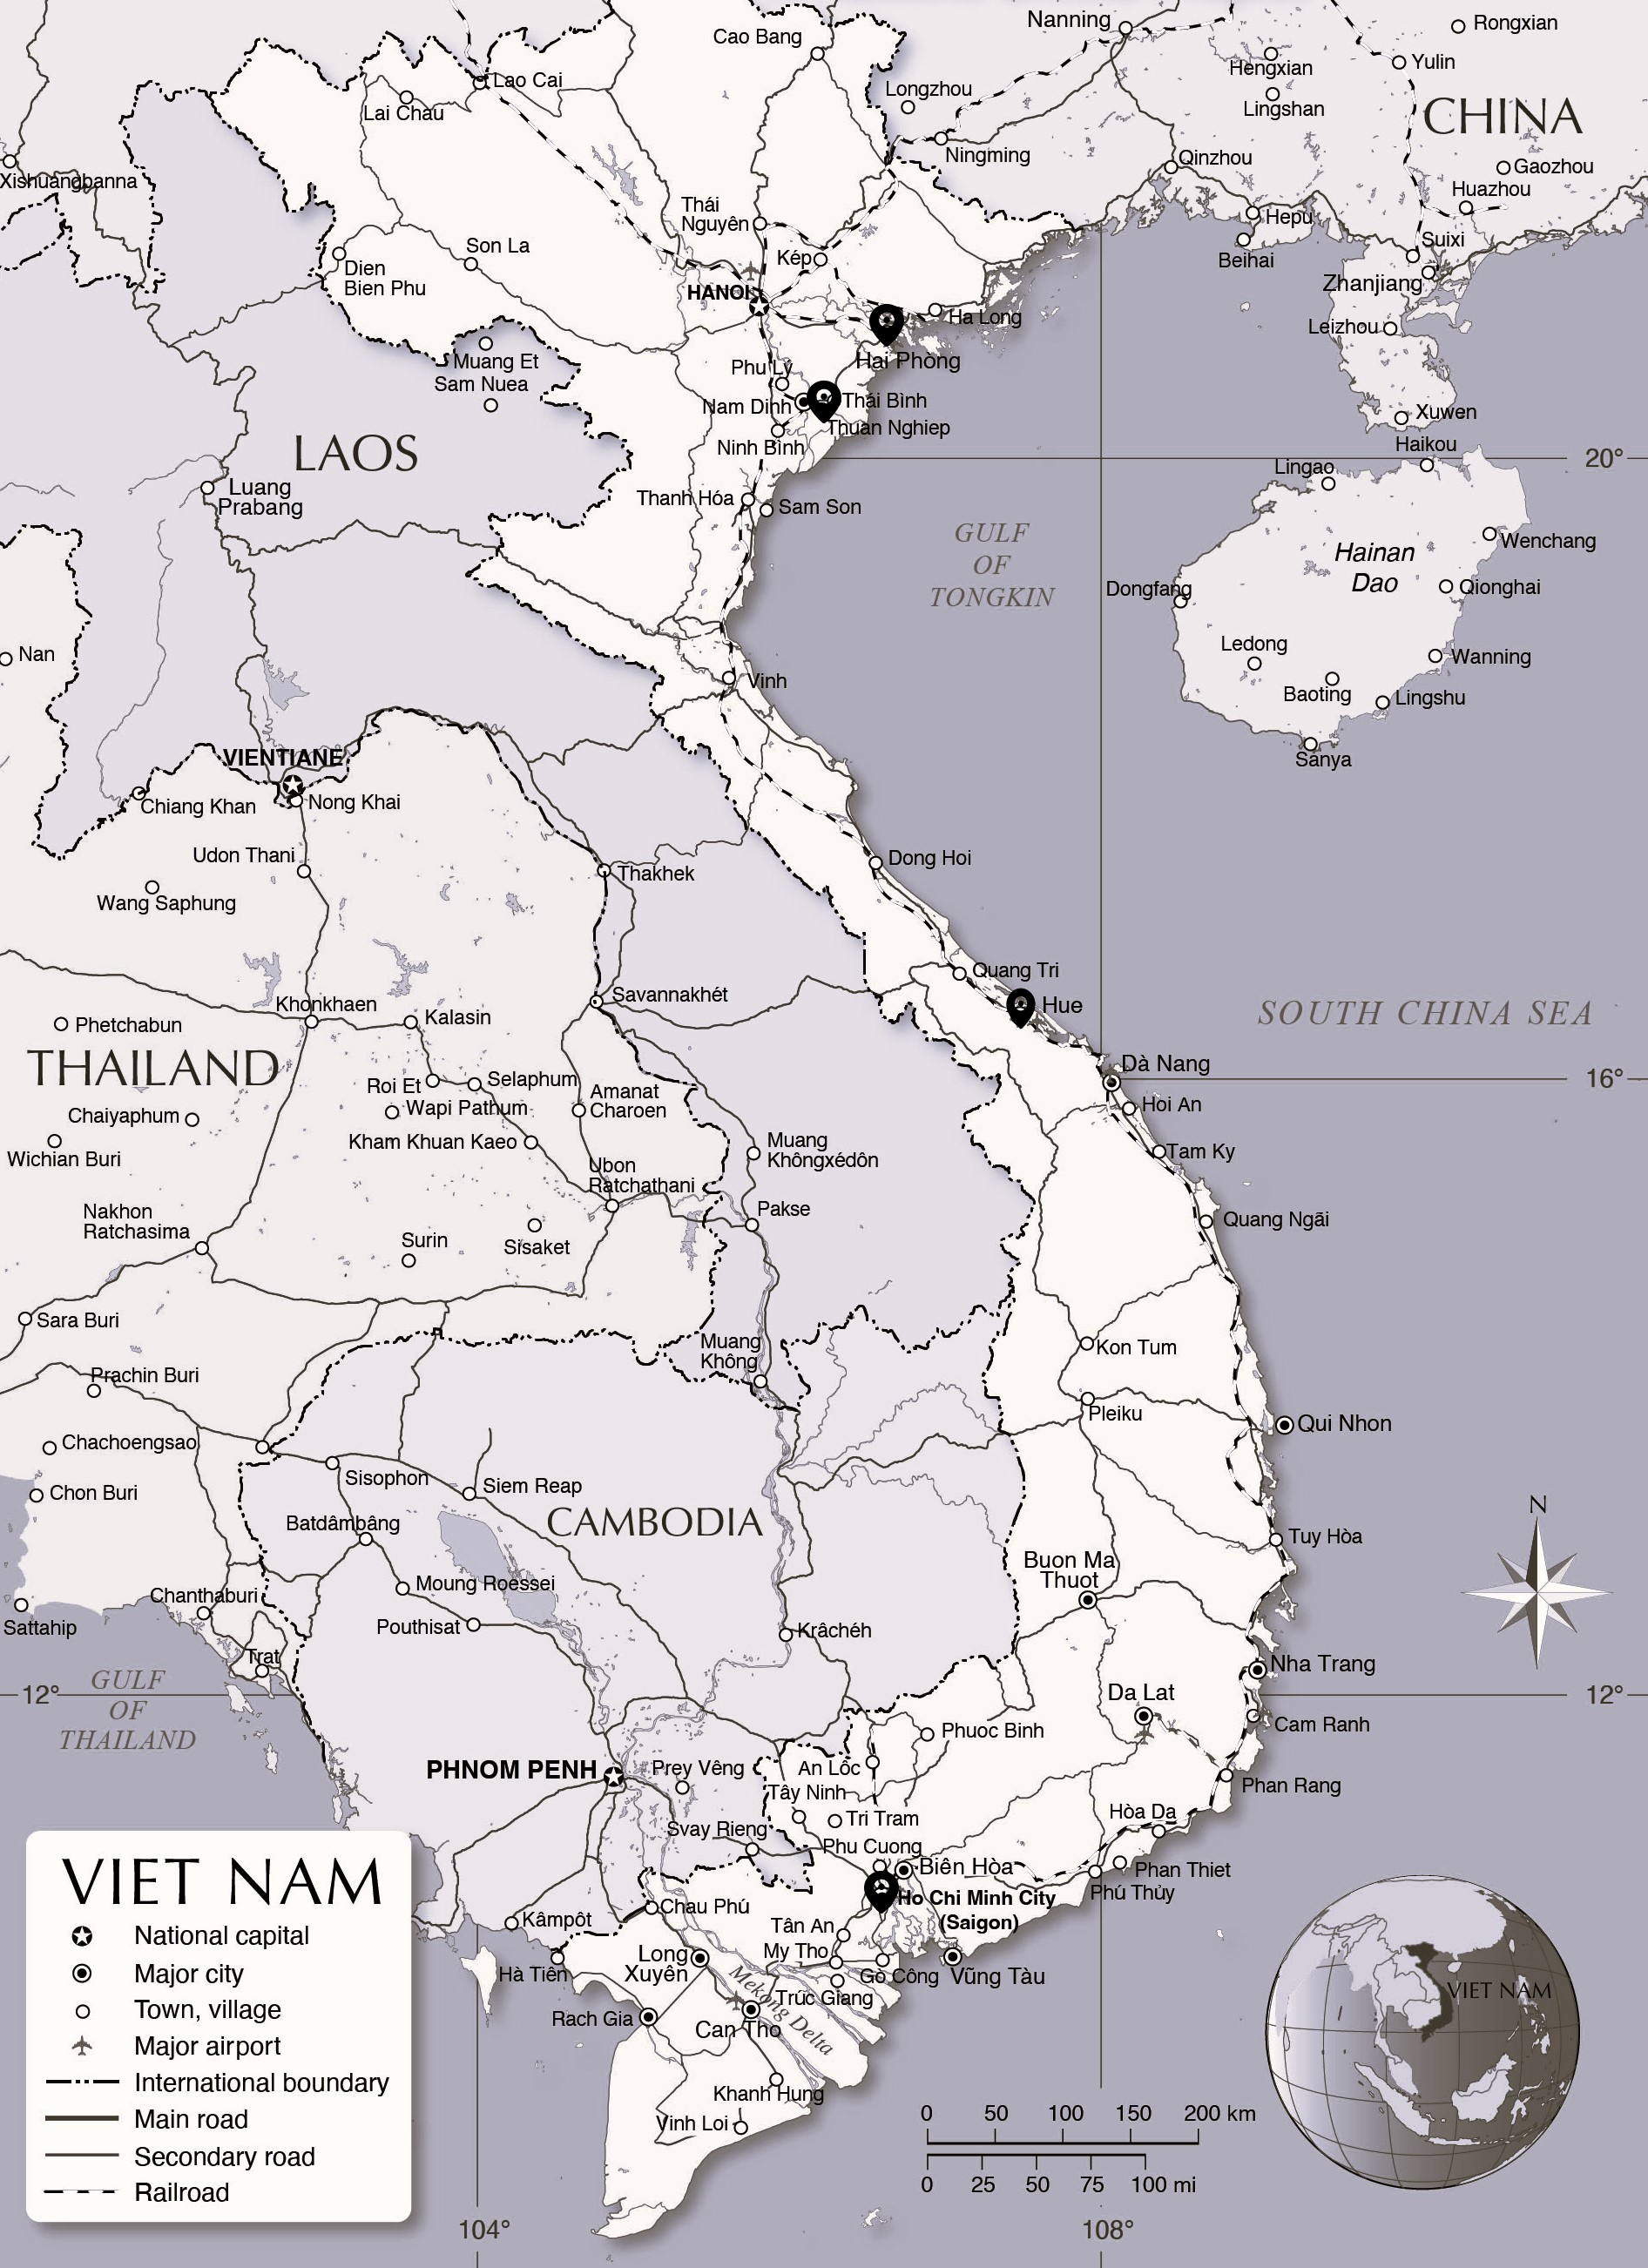 Cao Bang
Nanning
Rongxian
Hengxian
Yulin
Lao Cai
Lai Chau
Longzhou
Lingshan
CHINA
Ningming
Qinzhou
Gaozhou
Xishuangbanna
Huazhou
Thái
Nguyên
Hepu
Son La
Kép
Suixi
Beihai
Dien
Bien Phu
HANOI
Zhanjiang
Ha Long
Leizhou
Muang Et
Hai Phòng
Phu Lý
Sam Nuea
Nam Dinh
Thái Bình
Xuwen
Thuan Nghiep
LAOS
Ninh Bình
Haikou
20°
Lingao
Luang
Prabang
Thanh Hóa
Sam Son
GULF
OF
TONGKIN
Wenchang
Hainan
Dao
Dongfang
Qionghai
Nan
Ledong
Wanning
Vinh
Baoting
Lingshu
VIENTIANE
Sanya
Chiang Khan
Nong Khai
Udon Thani
Dong Hoi
Thakhek
Wang Saphung
Quang Tri
Savannakhét
Khonkhaen
Hue
SOUTH CHINA SEA
Kalasin
Phetchabun
THAILAND
Dà Nang
16°
Roi Et
Selaphum
Amanat
Charoen
Wapi Pathum
Hoi An
Chaiyaphum
Kham Khuan Kaeo
Muang
Khôngxédôn
Tam Ky
Wichian Buri
Ubon
Ratchathani
Pakse
Nakhon
Ratchasima
Quang Ngãi
Surin
Sisaket
Sara Buri
Muang
Không
Kon Tum
Prachin Buri
Pleiku
Qui Nhon
Chachoengsao
Sisophon
Siem Reap
Chon Buri
CAMBODIA
N
Batdâmbâng
Tuy Hòa
Buon Ma
Thuot
Moung Roessei
Chanthaburi
Pouthisat
Krâchéh
Sattahip
Trat
Nha Trang
GULF
OF
THAILAND
12°
12°
Da Lat
Cam Ranh
Phuoc Binh
PHNOM PENH
Prey Vêng
An Lôc
Phan Rang
Tây Ninh
Hòa Da
Tri Tram
Svay Rieng
Phu Cuong
Biên Hòa
Phan Thiet
Phú Thủy
Ho Chi Minh City
(Saigon)
Chau Phú
Kâmpôt
Tân An
My Tho
Long
Xuyên
Hà Tiên
Gò Công
Vũng Tàu
Mekong Delta
Trúc Giang
Rach Gia
Can Tho
Khanh Hung
Vinh Loi
VIET NAM
National capital
Major city
Town, village
Major airport
International boundary
Main road
Secondary road
Railroad
VIET NAM
0 50 100 150 200 km
0 25 50 75 100 mi
104°
108°